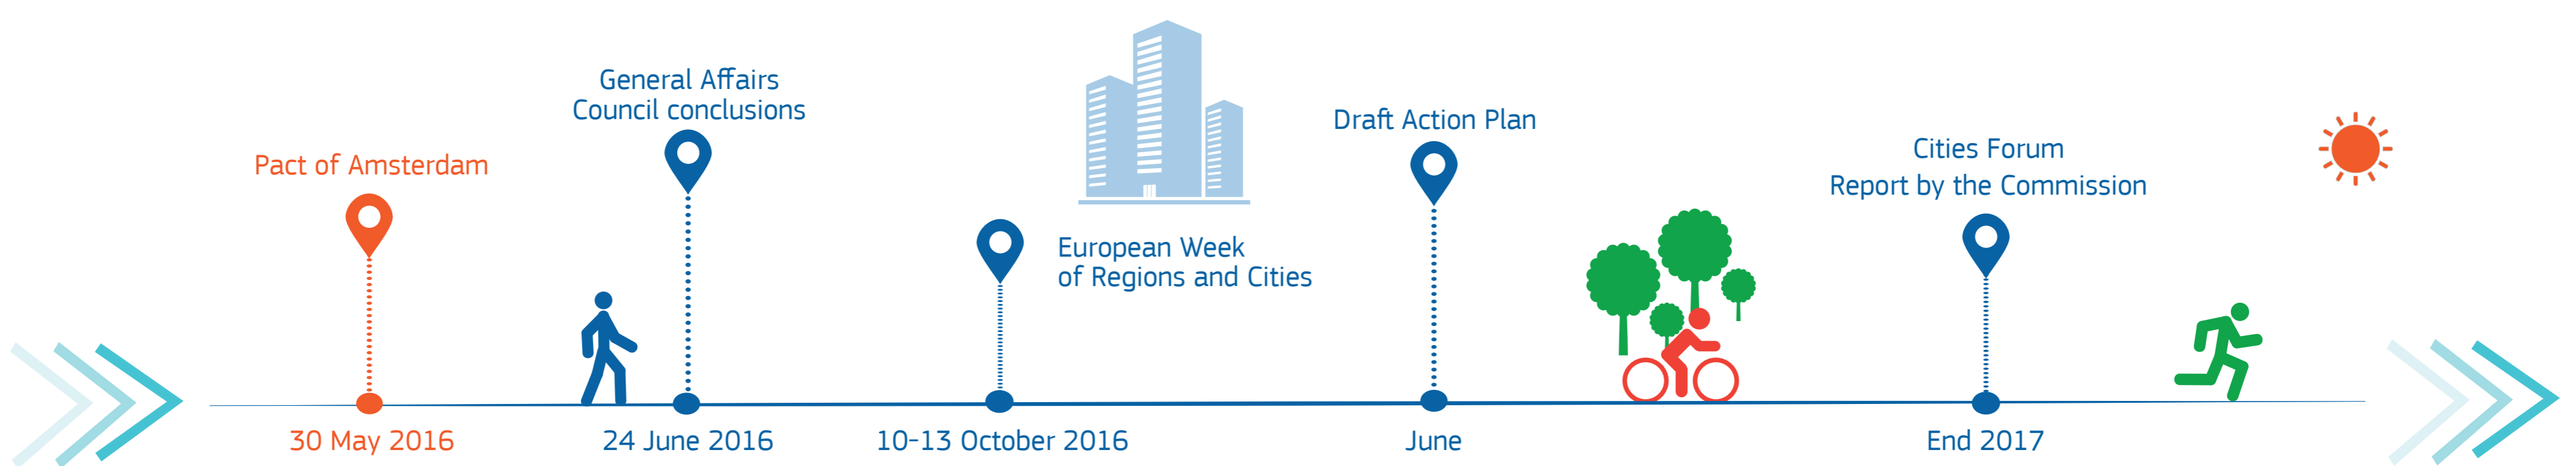 Pact of Amsterdam
30 May 2016
General Affairs
Council conclusions
24 June 2016
European Week
of Regions and Cities
10-13 October 2016
Draft Action Plan
June
Cities Forum
Report by the Commission
End 2017